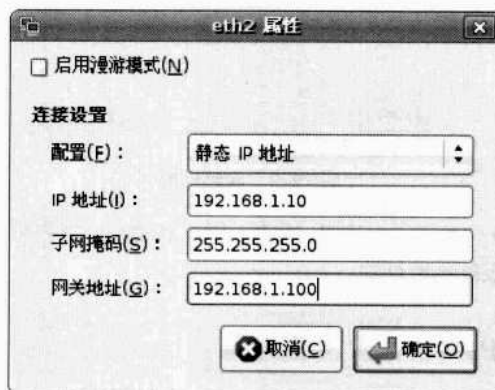 eth2 属性
启用漫游模式(N)
连接设置
配置(F)： 静态 IP 地址
IP 地址(I)： 192.168.1.10
子网掩码(S)： 255.255.255.0
网关地址(G)： 192.168.1.100
取消(C) 确定(O)